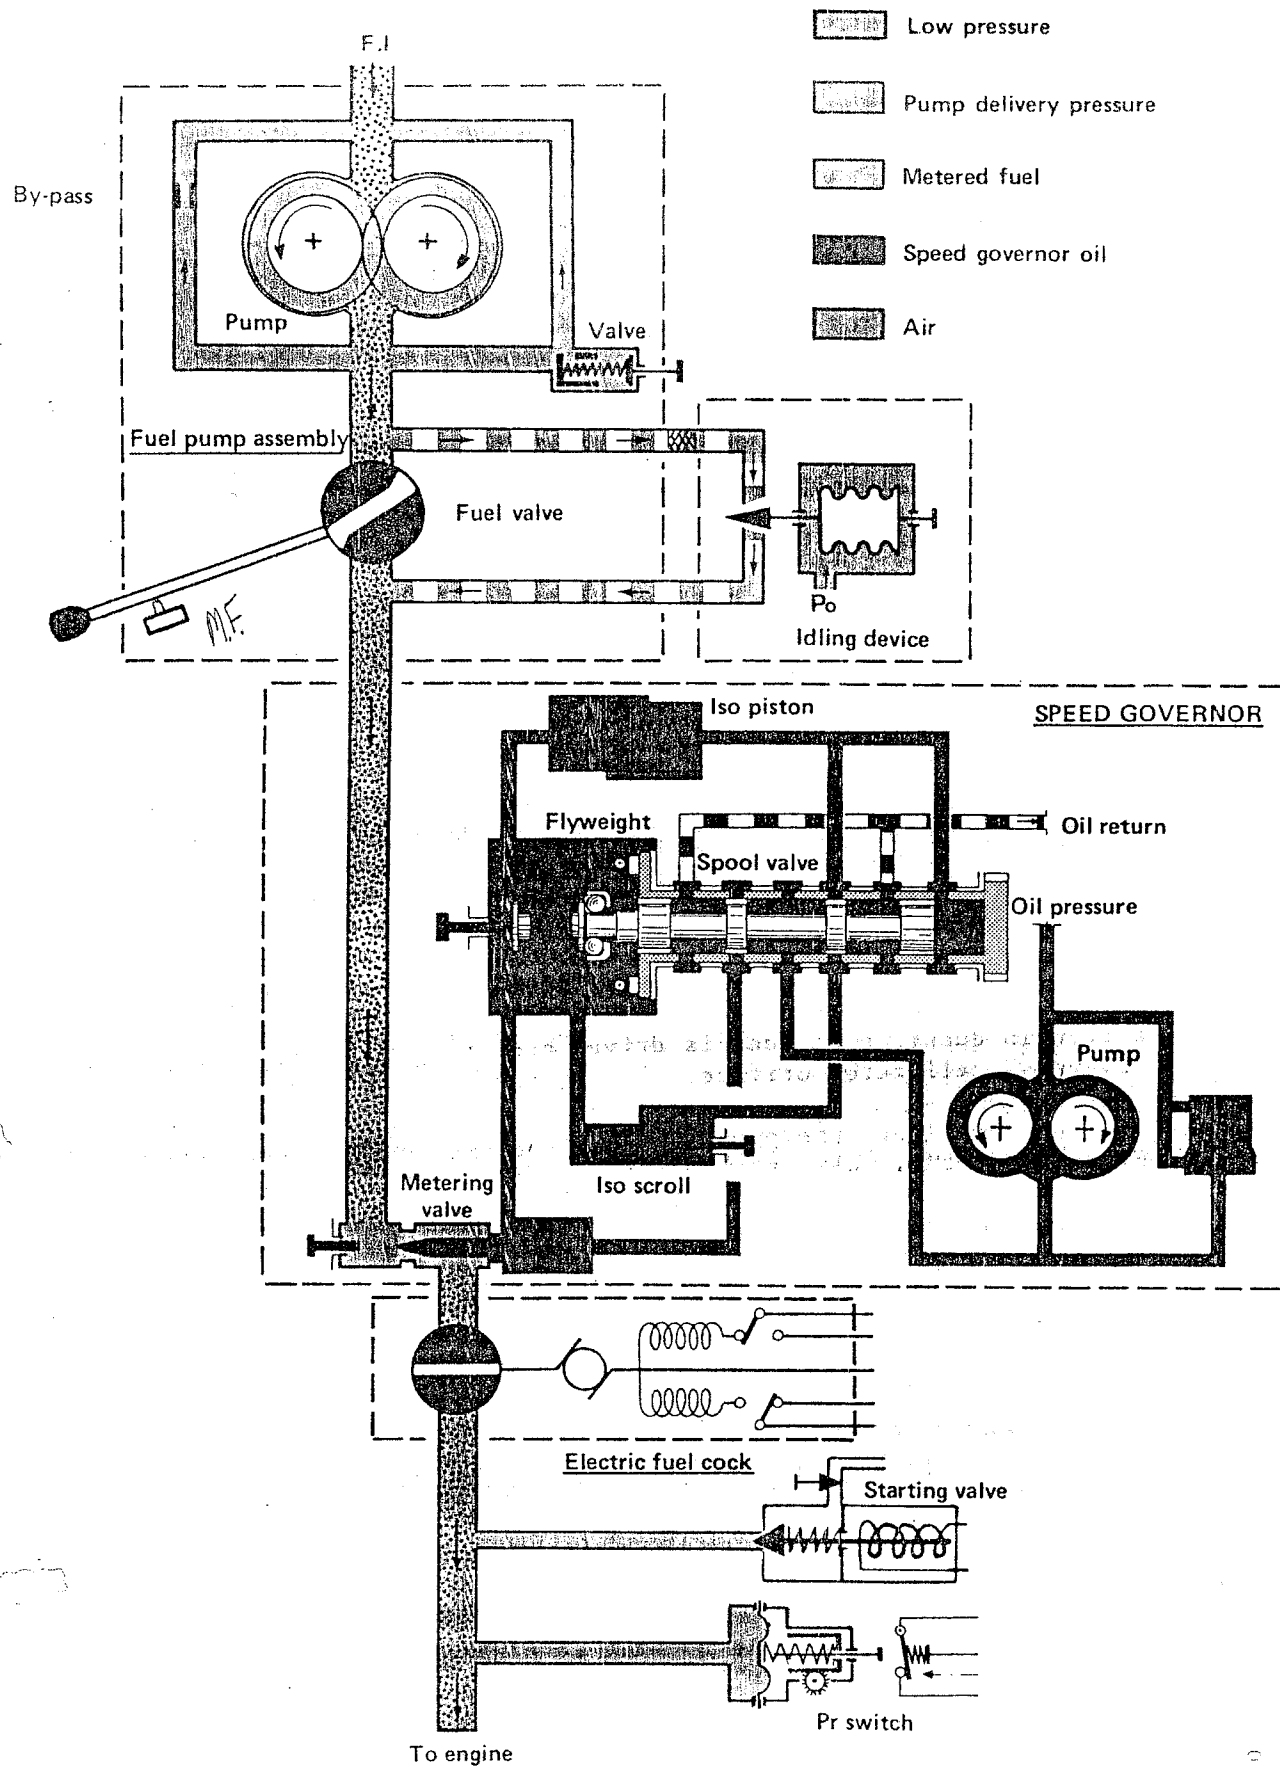 F.I
Low pressure
Pump delivery pressure
Metered fuel
Speed governor oil
Air
By-pass
Pump
Valve
Fuel pump assembly
Fuel valve
M.F.
Po
Idling device
SPEED GOVERNOR
Iso piston
Flyweight
Oil return
Spool valve
Oil pressure
Pump
Iso scroll
Metering
valve
Electric fuel cock
Starting valve
Pr switch
To engine